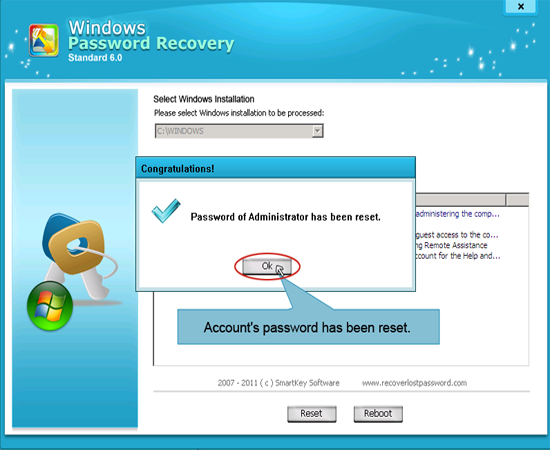 Windows
Password Recovery
Standard 6.0
Select Windows Installation
Please select Windows installation to be processed:
C:\WINDOWS
Congratulations!
Password of Administrator has been reset.
Ok
administering the comp...
guest access to the co...
ng Remote Assistance
ccount for the Help and...
Account's password has been reset.
2007 - 2011 ( c ) SmartKey Software www.recoverlostpassword.com
Reset Reboot